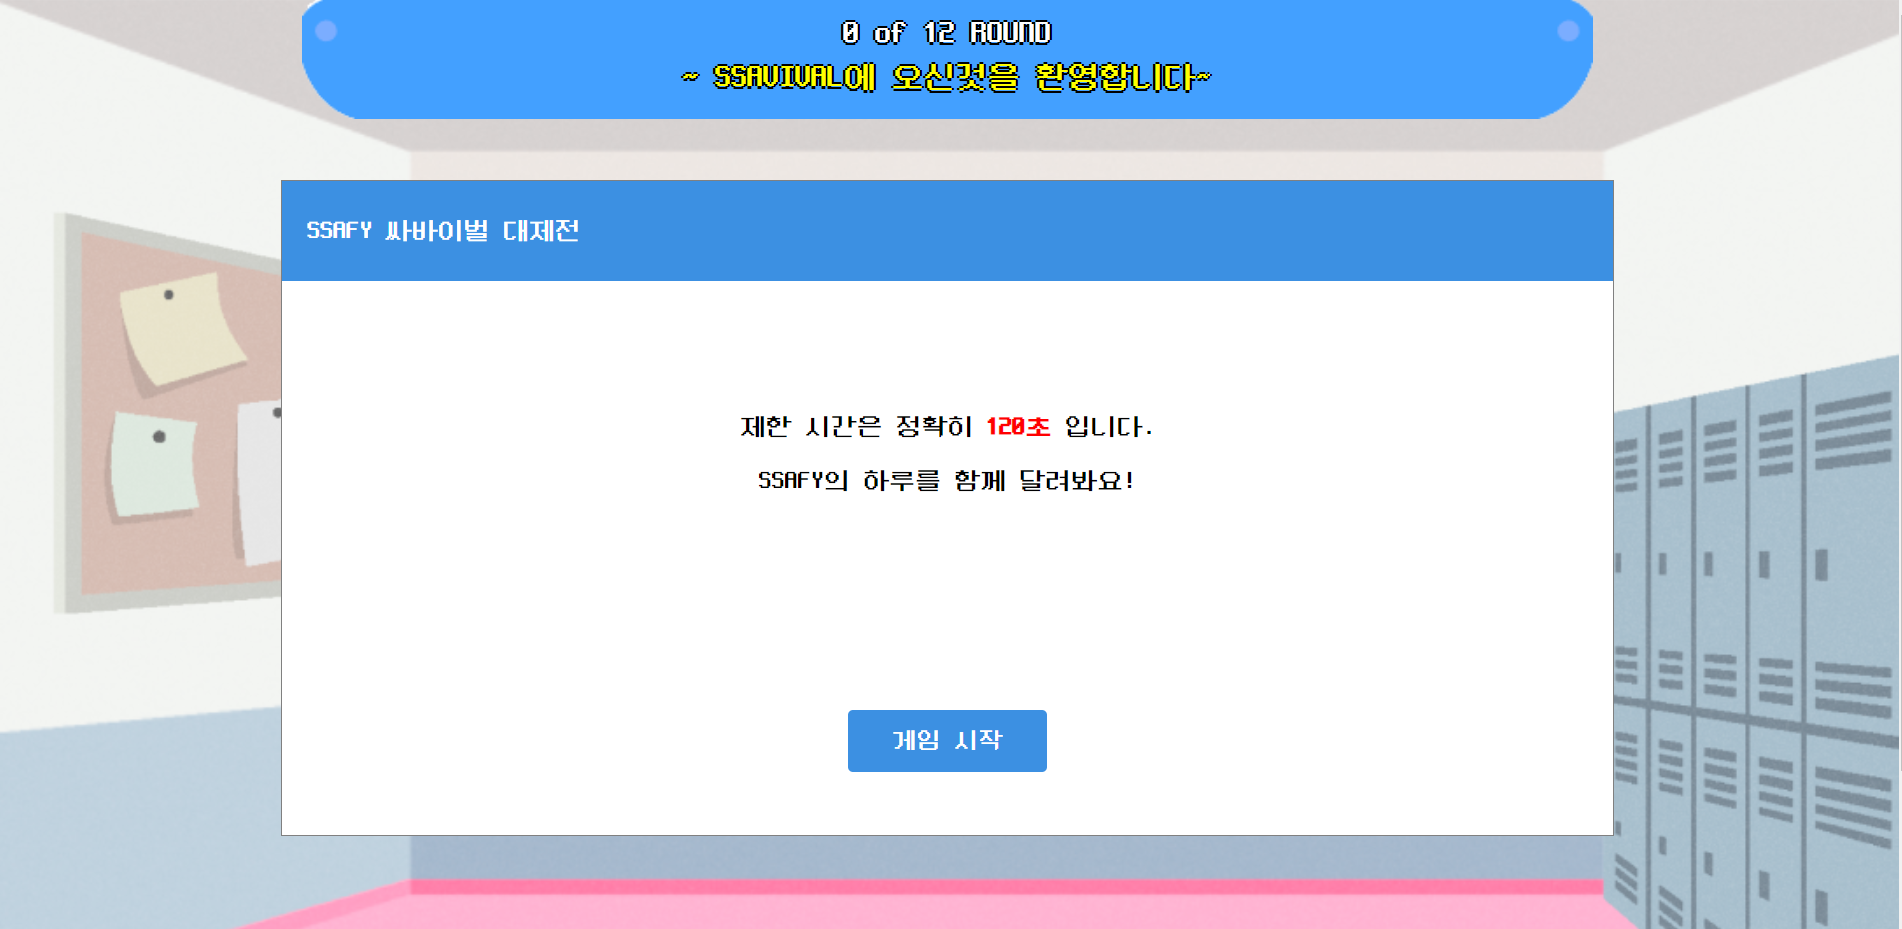 0 of 12 ROUND
~ SSAVIVAL에 오신것을 환영합니다~
SSAFY 싸바이벌 대제전
제한 시간은 정확히 120초 입니다.
SSAFY의 하루를 함께 달려봐요!
게임 시작